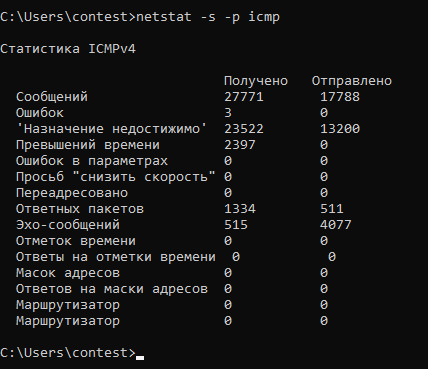 C:\Users\contest>netstat -s -p icmp
Статистика ICMPv4
Получено Отправлено
Сообщений 27771 17788
Ошибок 3 0
'Назначение недостижимо' 23522 13200
Превышений времени 2397 0
Ошибок в параметрах 0 0
Просьб "снизить скорость" 0 0
Переадресовано 0 0
Ответных пакетов 1334 511
Эхо-сообщений 515 4077
Отметок времени 0 0
Ответы на отметки времени 0 0
Масок адресов 0 0
Ответов на маски адресов 0 0
Маршрутизатор 0 0
Маршрутизатор 0 0
C:\Users\contest>